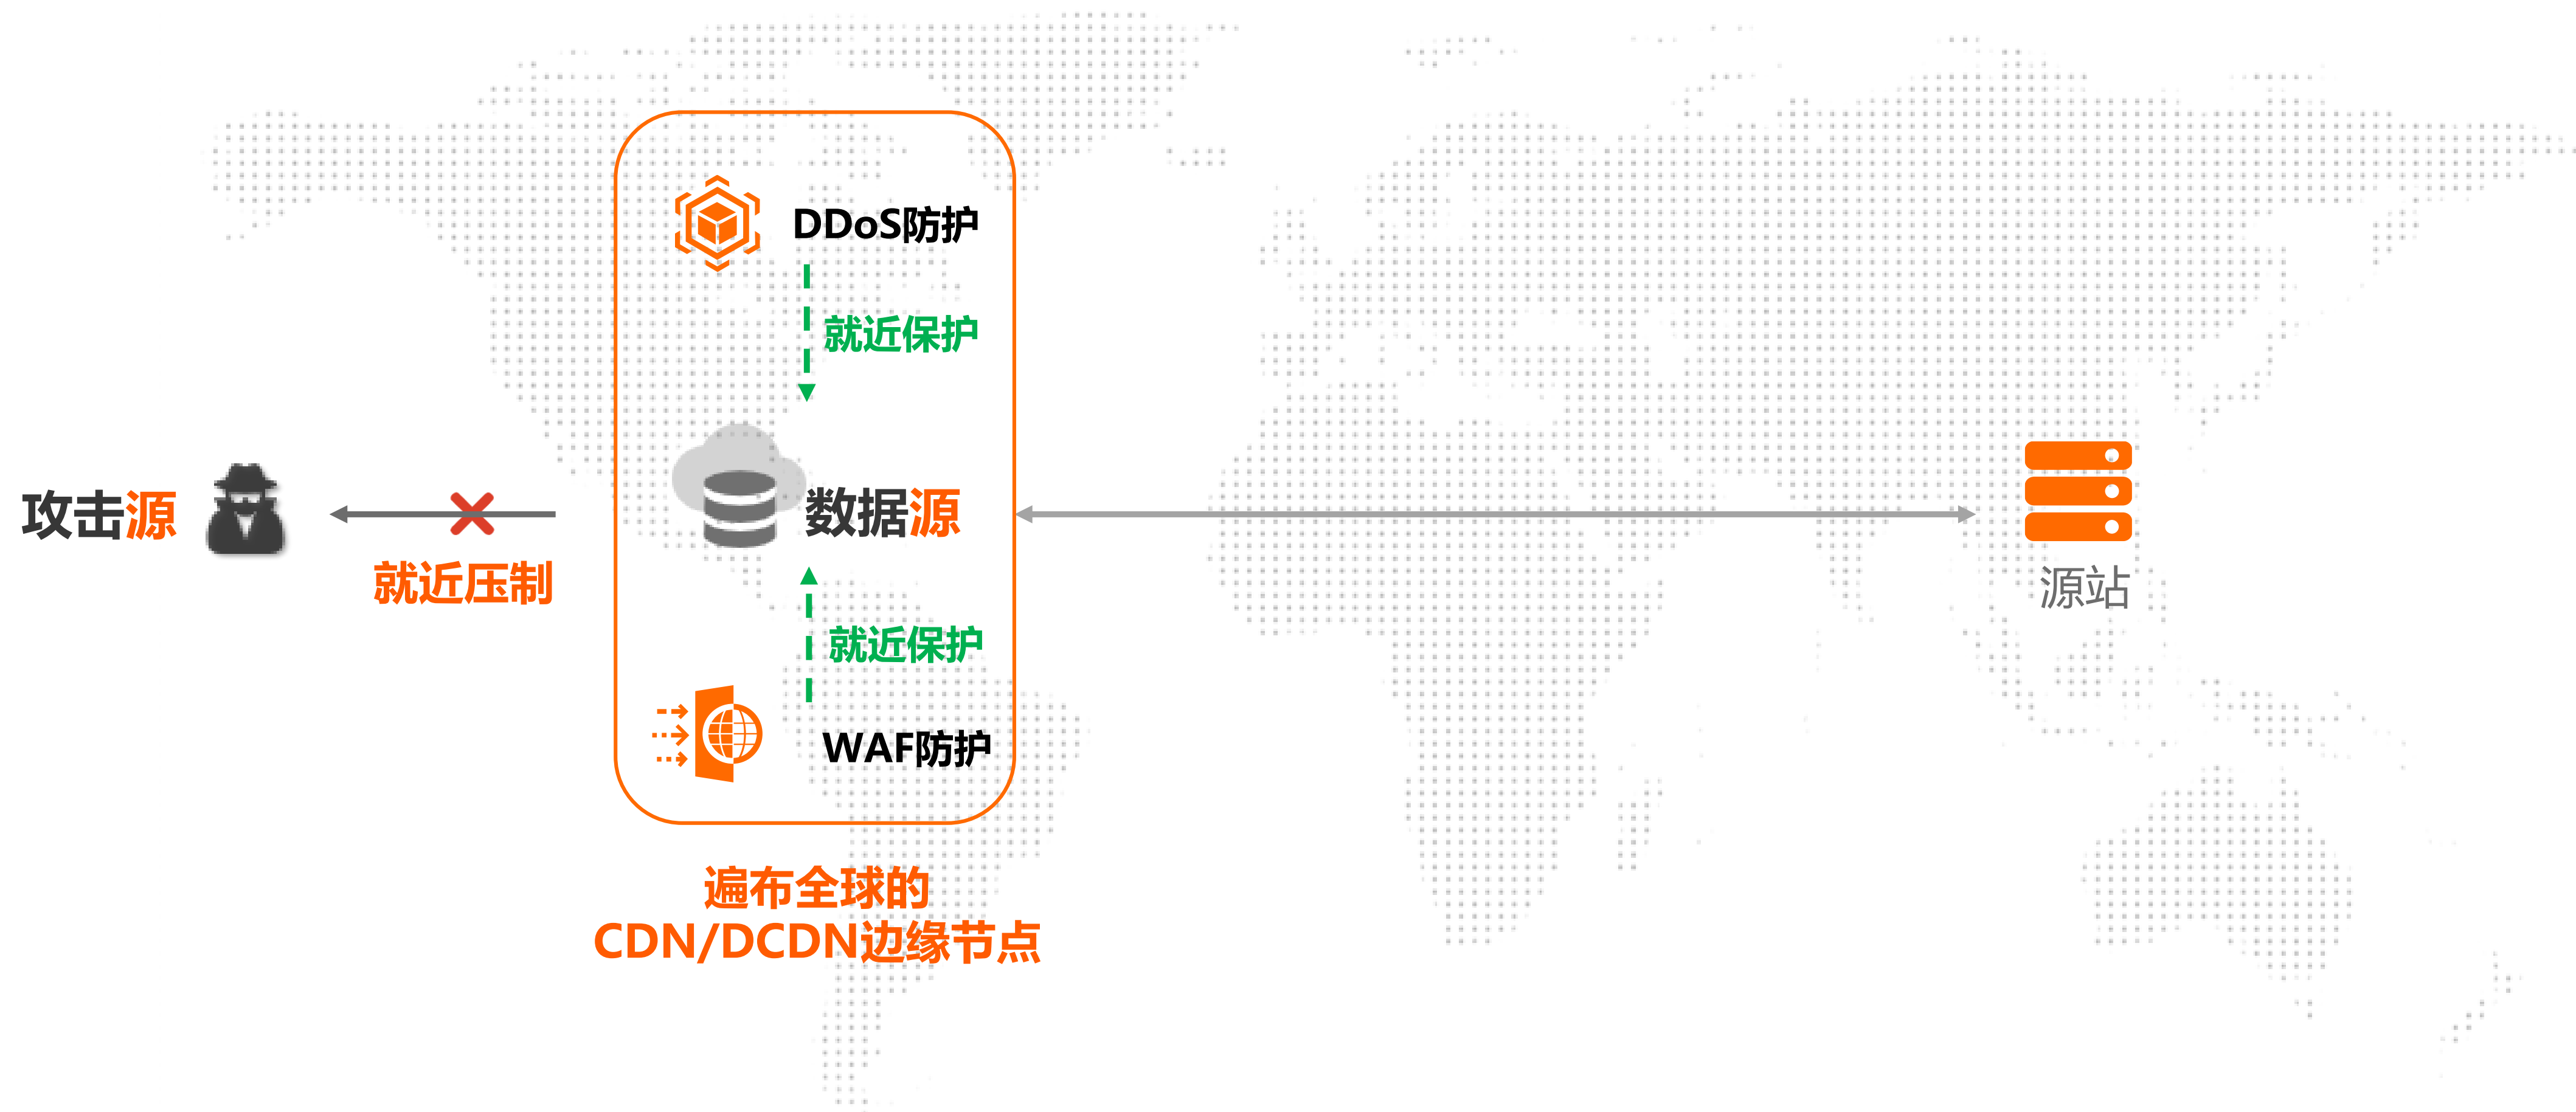 DDoS防护
就近保护
攻击源
就近压制
数据源
源站
就近保护
WAF防护
遍布全球的
CDN/DCDN边缘节点